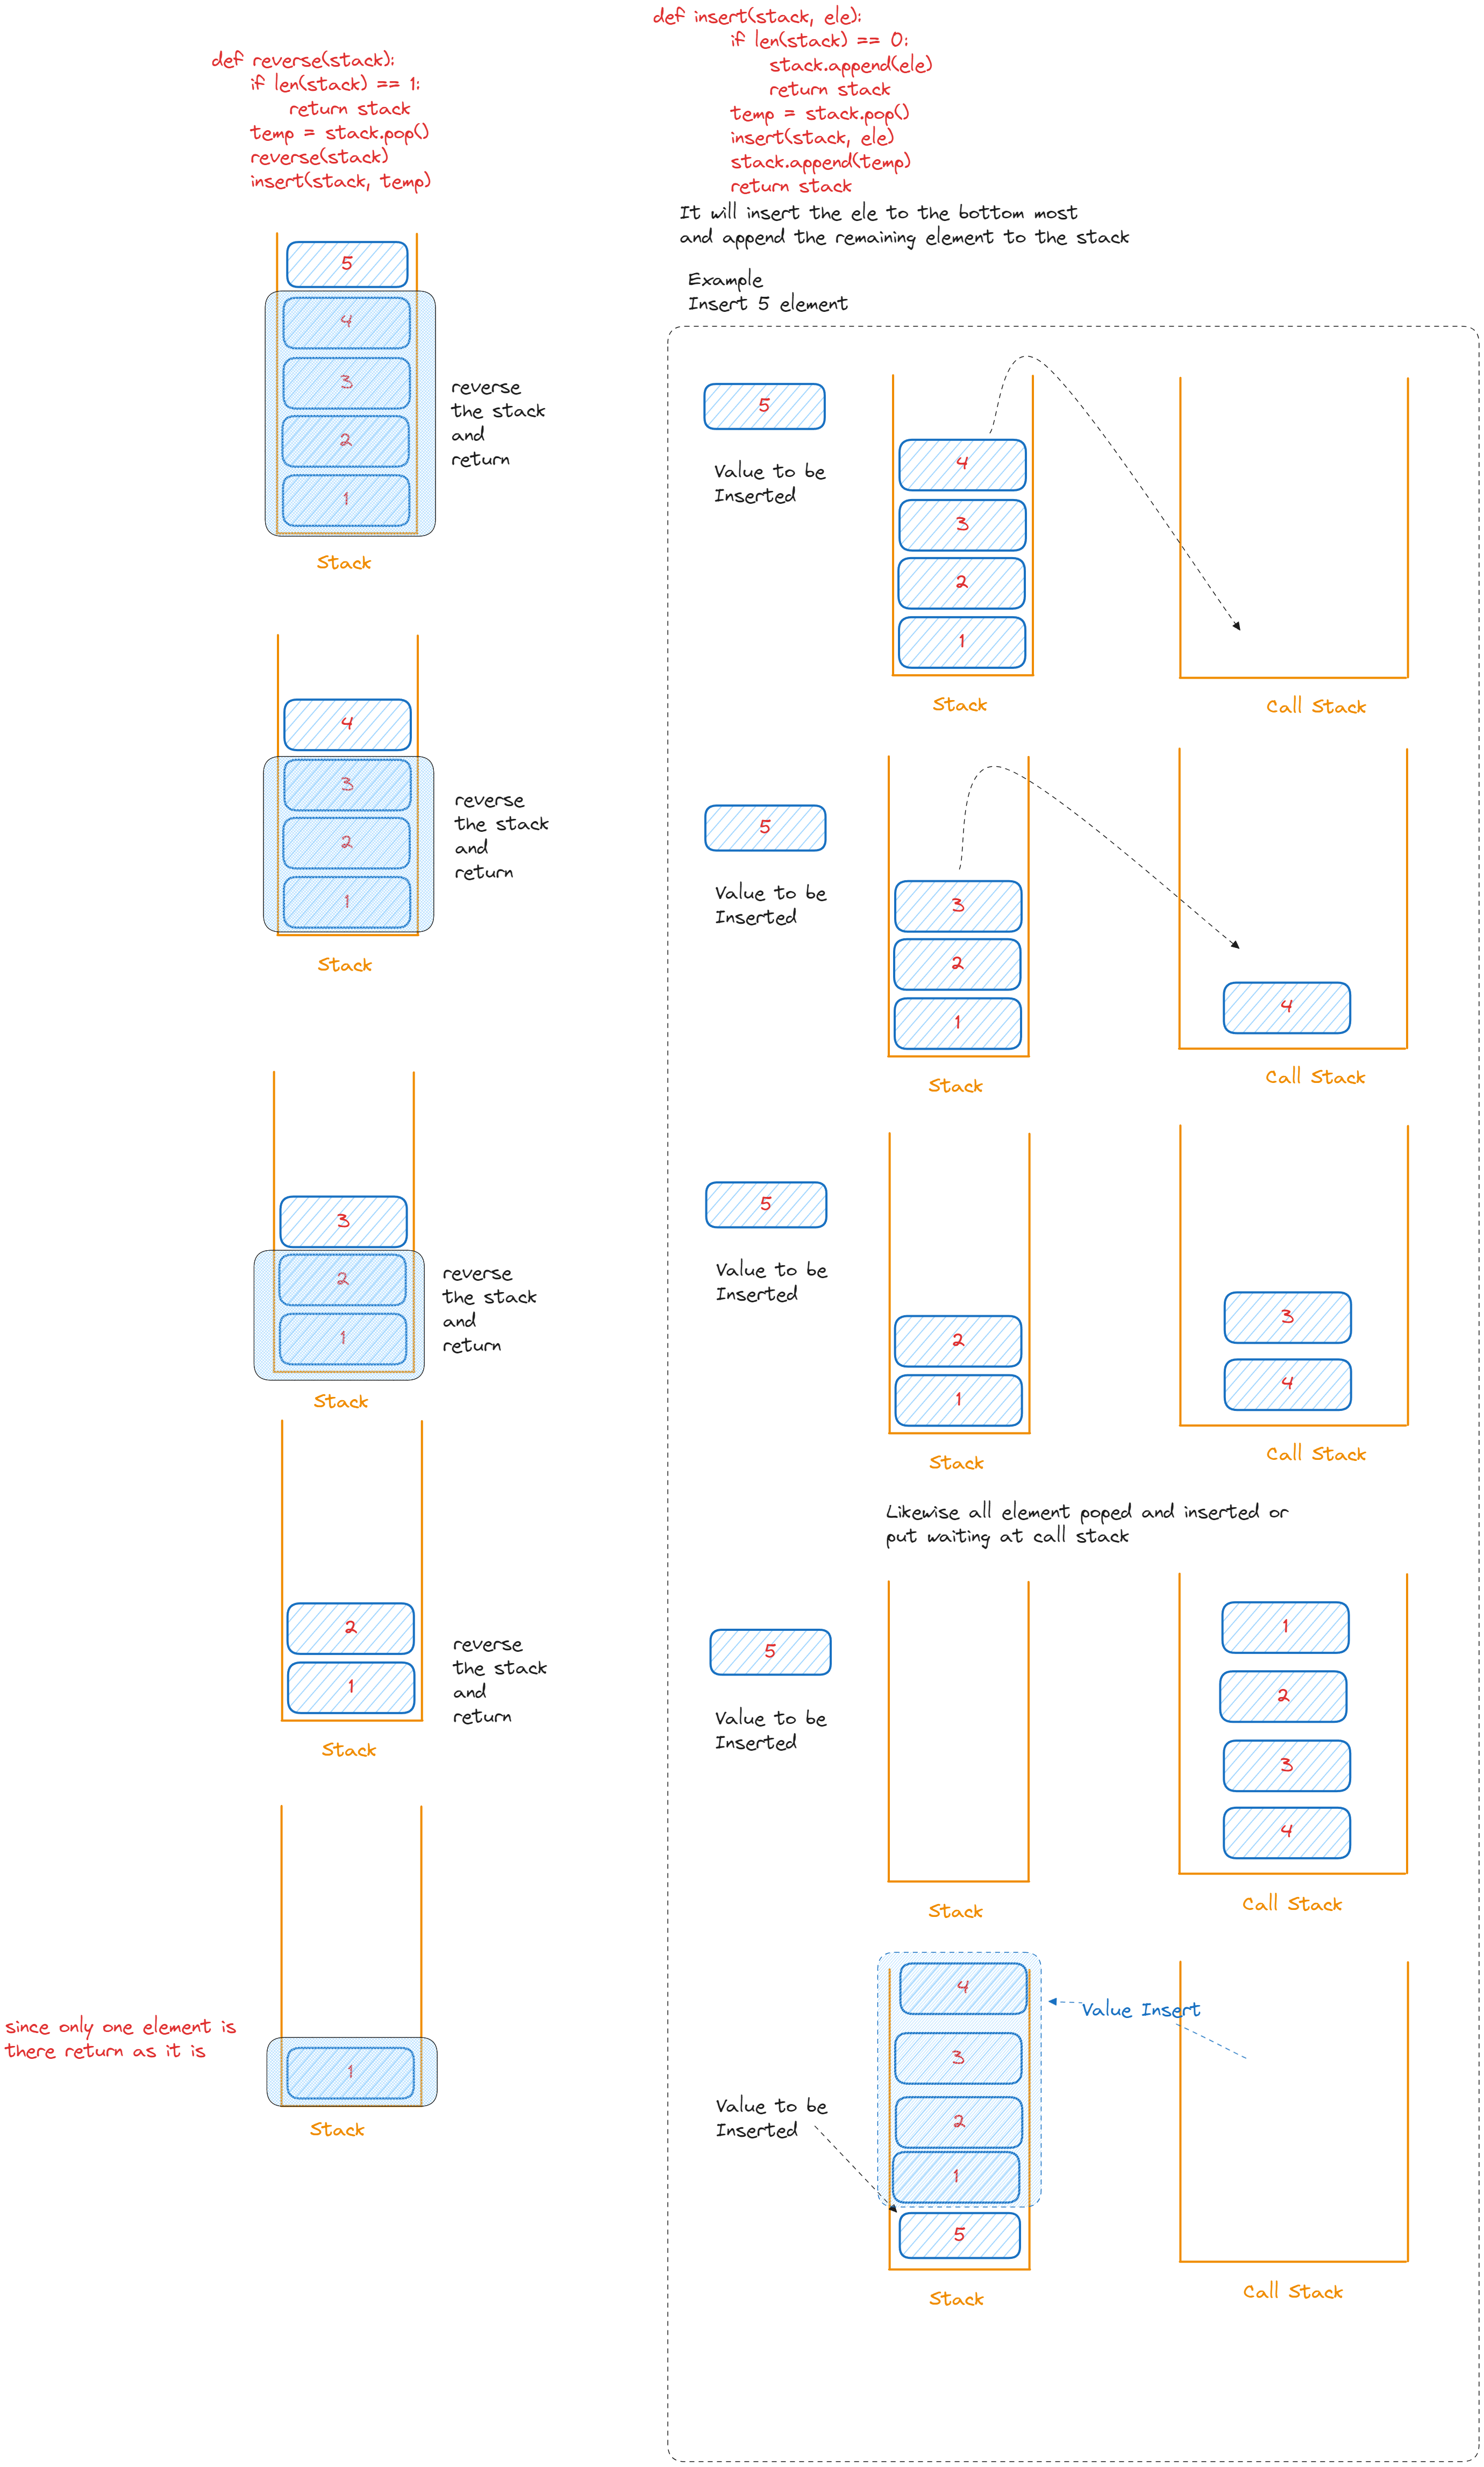 def reverse(stack):
if len(stack) == 1:
return stack
temp = stack.pop()
reverse(stack)
insert(stack, temp)
5
4
3
2
1
reverse
the stack
and
return
Stack
4
3
2
1
reverse
the stack
and
return
Stack
3
2
1
reverse
the stack
and
return
Stack
2
1
reverse
the stack
and
return
Stack
since only one element is
there return as it is
1
Stack
def insert(stack, ele):
if len(stack) == 0:
stack.append(ele)
return stack
temp = stack.pop()
insert(stack, ele)
stack.append(temp)
return stack
It will insert the ele to the bottom most
and append the remaining element to the stack
Example
Insert 5 element
5
Value to be
Inserted
4
3
2
1
Stack
Call Stack
5
Value to be
Inserted
3
2
1
Stack
4
Call Stack
5
Value to be
Inserted
2
1
Stack
3
4
Call Stack
Likewise all element poped and inserted or
put waiting at call stack
5
Value to be
Inserted
Stack
1
2
3
4
Call Stack
Value to be
Inserted
4
3
2
1
5
Stack
Value Insert
Call Stack